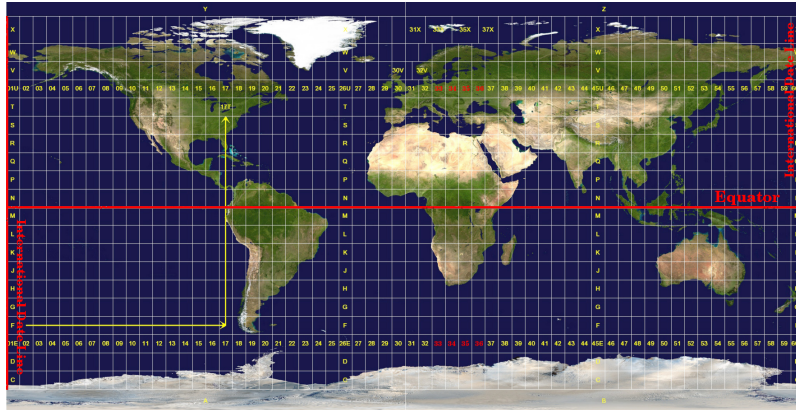 Y Z
X X 31X 33X 35X 37X X
W W W
V V 30V 32V V
01U 02 03 04 05 06 07 08 09 10 11 12 13 14 15 16 17 18 19 20 21 22 23 24 25 26U 27 28 29 30 31 32 33 34 35 36 37 38 39 40 41 42 43 44 45U 46 47 48 49 50 51 52 53 54 55 56 57 58 59 60
T 17T T T
S S S
R R R
Q Q Q
P P P
N N N
Equator
M M M
L L L
K K K
J J J
H H H
G G G
F F F
01E 02 03 04 05 06 07 08 09 10 11 12 13 14 15 16 17 18 19 20 21 22 23 24 25 26E 27 28 29 30 31 32 33 34 35 36 37 38 39 40 41 42 43 44 45E 46 47 48 49 50 51 52 53 54 55 56 57 58 59 60
D D D
C C C
A B
International Date Line
International Date Line